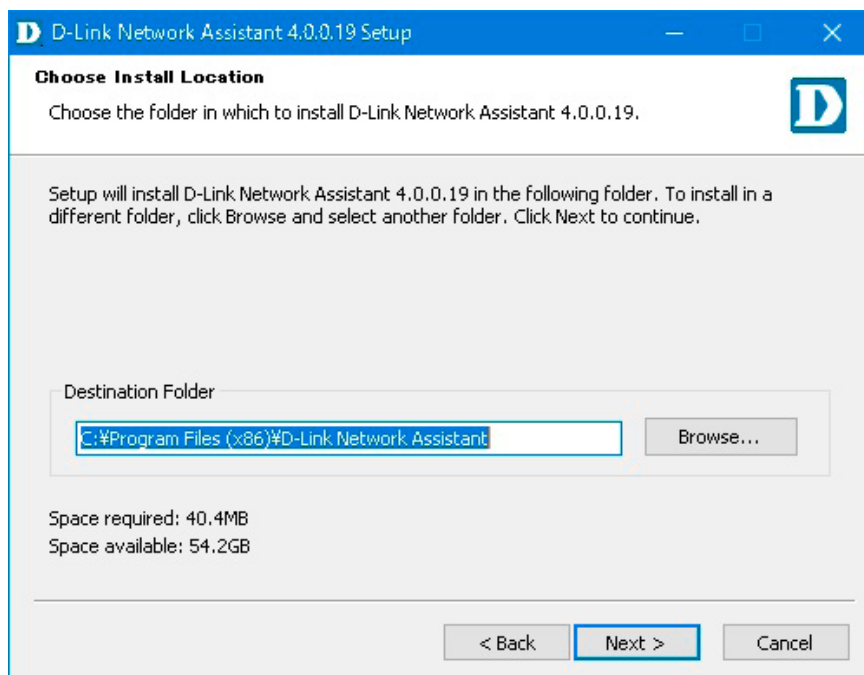 D D-Link Network Assistant 4.0.0.19 Setup
Choose Install Location
Choose the folder in which to install D-Link Network Assistant 4.0.0.19.
D
Setup will install D-Link Network Assistant 4.0.0.19 in the following folder. To install in a
different folder, click Browse and select another folder. Click Next to continue.
Destination Folder
C:¥Program Files (x86)¥D-Link Network Assistant
Browse...
Space required: 40.4MB
Space available: 54.2GB
< Back Next > Cancel